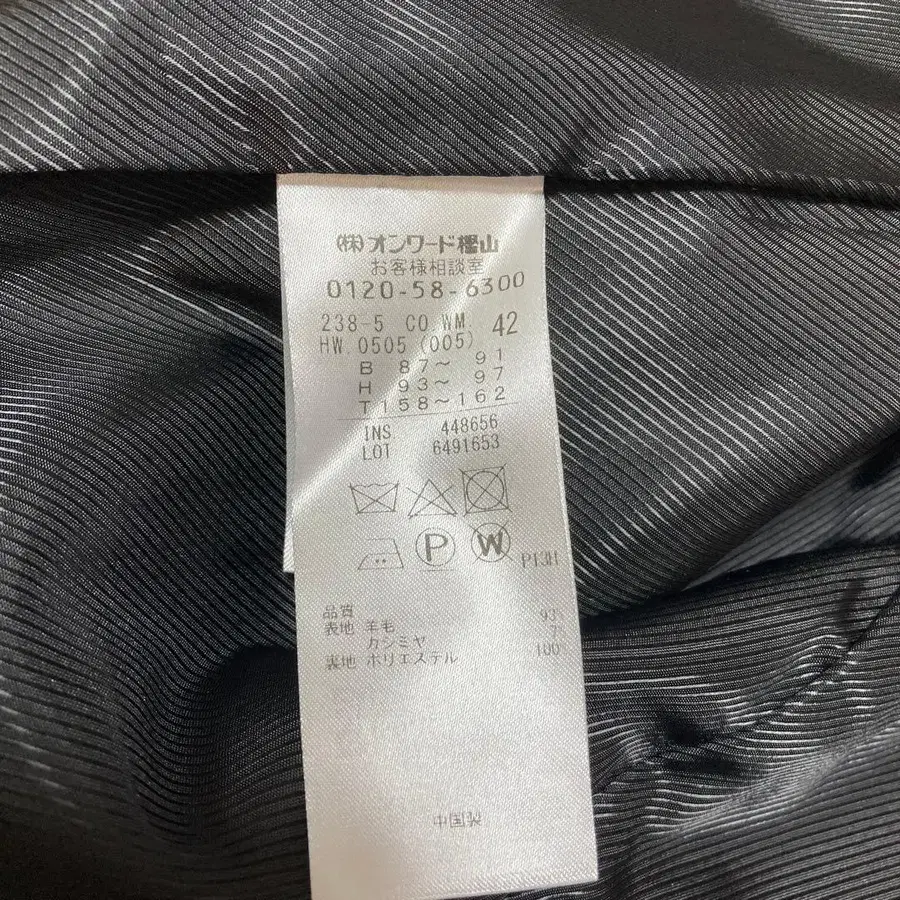 (株)オンワード樫山
お客様相談室
0120-58-6300
238-5 CO.WM. 42
HW.0505(005)
B 87～ 91
H 93～ 97
T158～162
INS. 448656
LOT 6491653
P W P13H
品質
表地 羊毛 93%
カシミヤ 7%
裏地 ポリエステル 100%
中国製